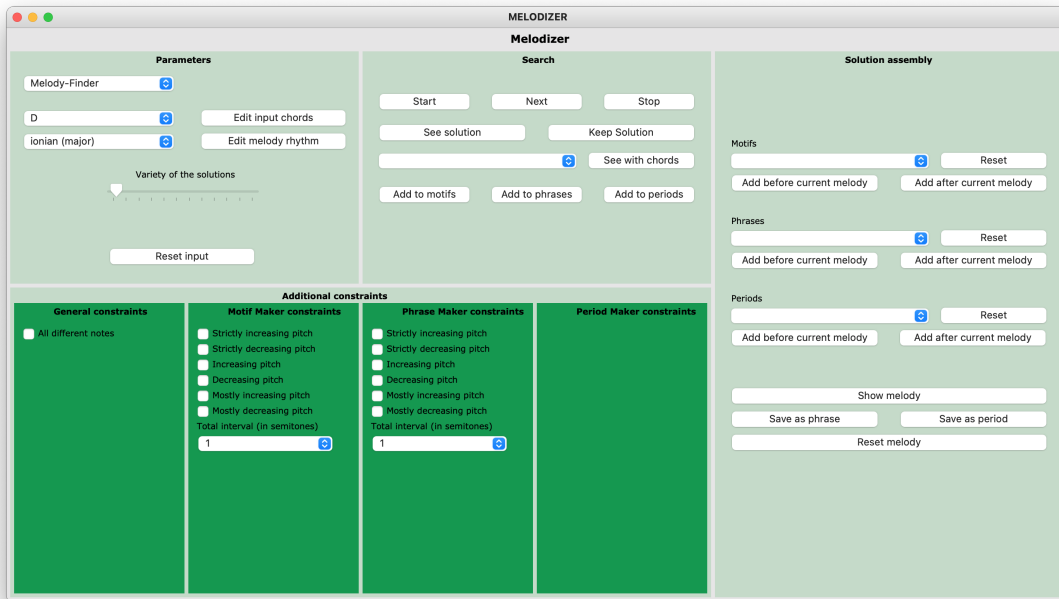 MELODIZER
Melodizer
Parameters
Melody-Finder
D
Edit input chords
ionian (major)
Edit melody rhythm
Variety of the solutions
Reset input
Search
Start
Next
Stop
See solution
Keep Solution
See with chords
Add to motifs
Add to phrases
Add to periods
Additional constraints
General constraints
All different notes
Motif Maker constraints
Strictly increasing pitch
Strictly decreasing pitch
Increasing pitch
Decreasing pitch
Mostly increasing pitch
Mostly decreasing pitch
Total interval (in semitones)
1
Phrase Maker constraints
Strictly increasing pitch
Strictly decreasing pitch
Increasing pitch
Decreasing pitch
Mostly increasing pitch
Mostly decreasing pitch
Total interval (in semitones)
1
Period Maker constraints
Solution assembly
Motifs
Reset
Add before current melody
Add after current melody
Phrases
Reset
Add before current melody
Add after current melody
Periods
Reset
Add before current melody
Add after current melody
Show melody
Save as phrase
Save as period
Reset melody